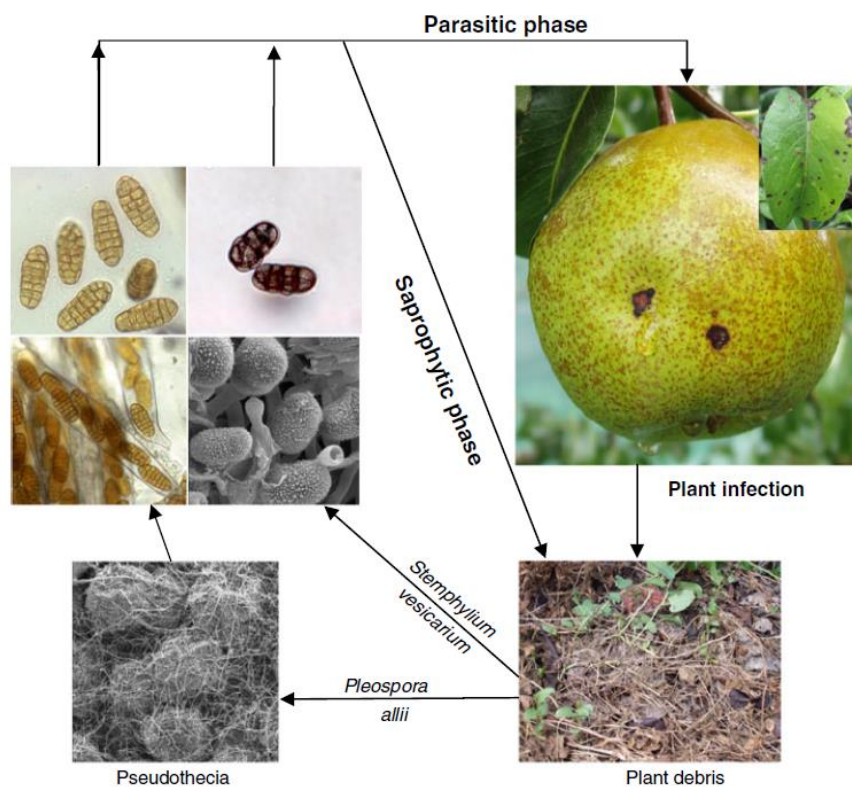 Parasitic phase
Saprophytic phase
Plant infection
Stemphylium
vesicarium
Pleospora
allii
Pseudothecia
Plant debris